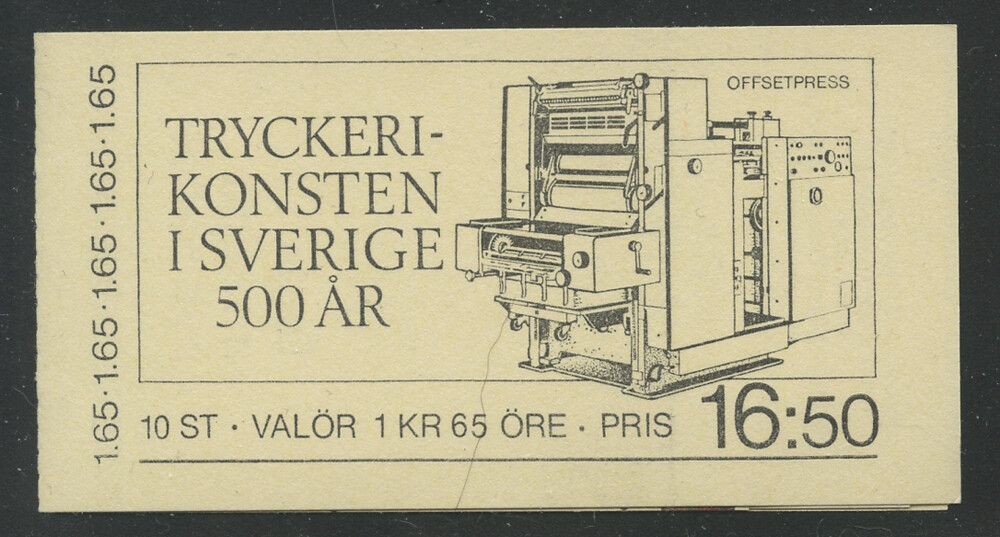 1.65·1.65·1.65·1.65·1.65
TRYCKERI-
KONSTEN
I SVERIGE
500 ÅR
OFFSETPRESS
10 ST · VALÖR 1 KR 65 ÖRE · PRIS 16:50